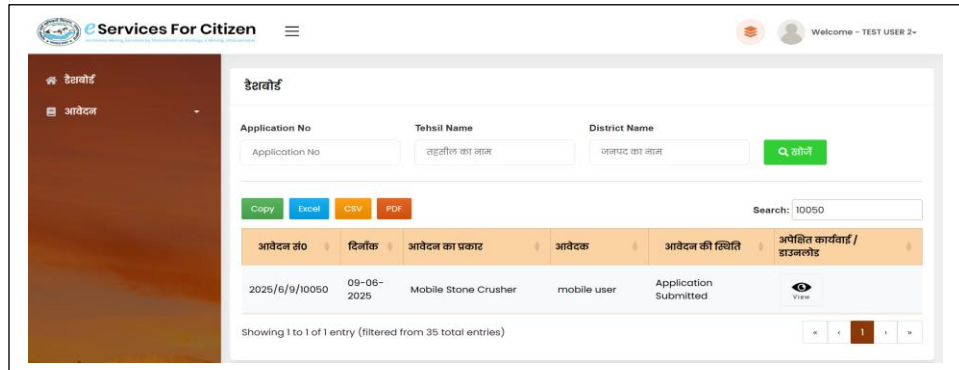 eServices For Citizen
Welcome - TEST USER 2
डैशबोर्ड
आवेदन
डैशबोर्ड
Application No Tehsil Name District Name
Application No तहसील का नाम जनपद का नाम खोजें
Copy Excel CSV PDF Search: 10050
आवेदन सं० दिनाँक आवेदन का प्रकार आवेदक आवेदन की स्थिति अपेक्षित कार्यवाई / डाउनलोड
2025/6/9/10050 09-06-2025 Mobile Stone Crusher mobile user Application Submitted View
Showing 1 to 1 of 1 entry (filtered from 35 total entries) « ‹ 1 › »